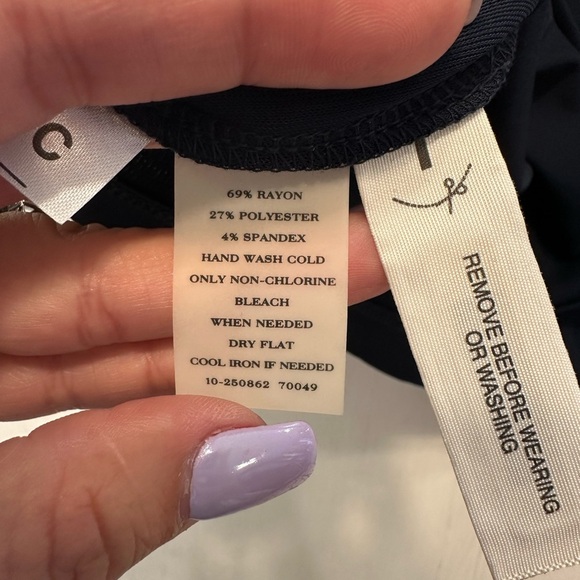 C
69% RAYON
27% POLYESTER
4% SPANDEX
HAND WASH COLD
ONLY NON-CHLORINE
BLEACH
WHEN NEEDED
DRY FLAT
COOL IRON IF NEEDED
10-250862 70049
REMOVE BEFORE WEARING
OR WASHING